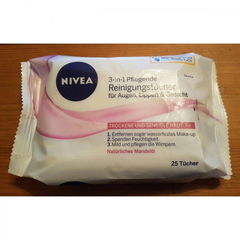 NIVEA
3-in-1 Pflegende
Reinigungstücher
für Augen, Lippen & Gesicht
TROCKENE UND SENSIBLE HAUT
1. Entfernen sogar wasserfestes Make-up
2. Spenden Feuchtigkeit
3. Mild und pflegen die Wimpern
Natürliches Mandelöl
25 Tücher